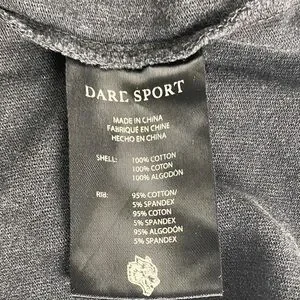 DARE SPORT
MADE IN CHINA
FABRIQUÉ EN CHINE
HECHO EN CHINA
SHELL: 100% COTTON
100% COTON
100% ALGODÓN
RIB: 95% COTTON/
5% SPANDEX
95% COTON
5% SPANDEX
95% ALGODÓN
5% SPANDEX